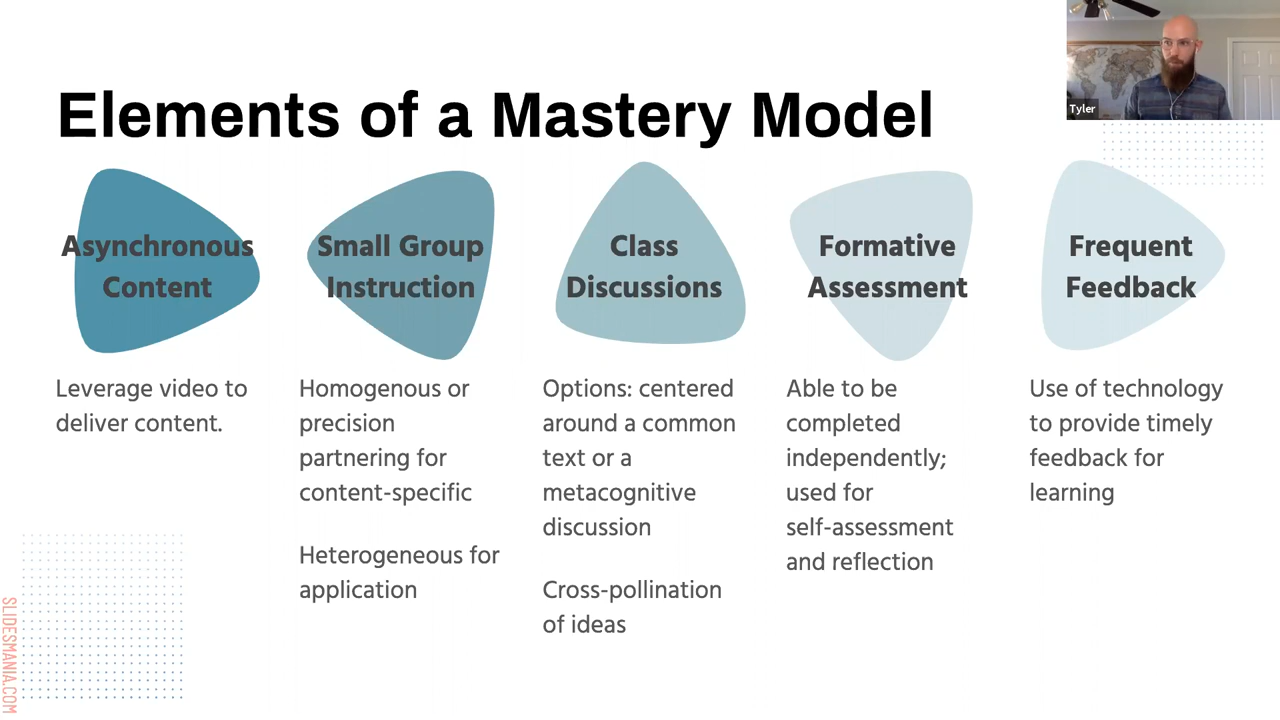 Elements of a Mastery Model
Tyler
Asynchronous
Content
Leverage video to
deliver content.
Small Group
Instruction
Homogenous or
precision
partnering for
content-specific
Heterogeneous for
application
Class
Discussions
Options: centered
around a common
text or a
metacognitive
discussion
Cross-pollination
of ideas
Formative
Assessment
Able to be
completed
independently;
used for
self-assessment
and reflection
Frequent
Feedback
Use of technology
to provide timely
feedback for
learning
SLIDESMANIA.COM